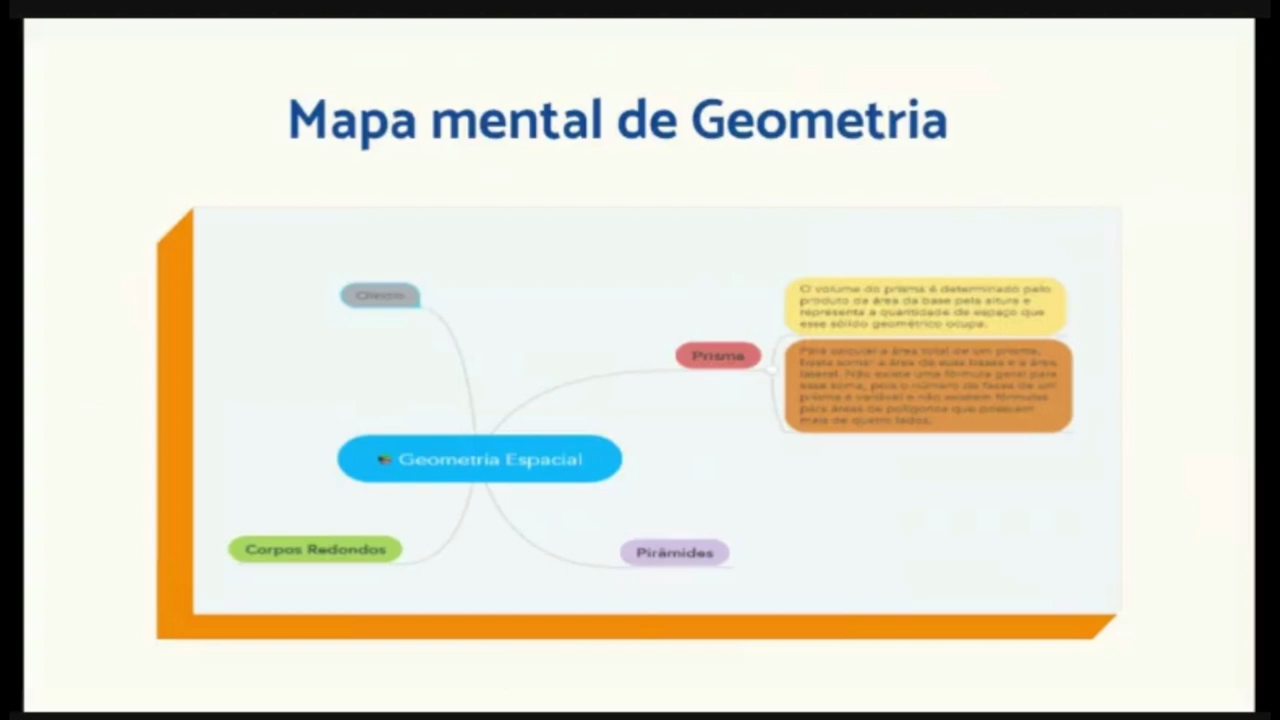 Mapa mental de Geometria
O volume do prisma é determinado pelo
produto da área da base pela altura e
representa a quantidade de espaço que
esse sólido geométrico ocupa.
Prisma
Para calcular a área total de um prisma,
basta somar a área de suas bases e a área
lateral. Não existe uma fórmula geral para
essa soma, pois o número de faces de um
prisma é variável e não existem fórmulas
para áreas de polígonos que possuem
mais de quatro lados.
Geometria Espacial
Corpos Redondos
Pirâmides